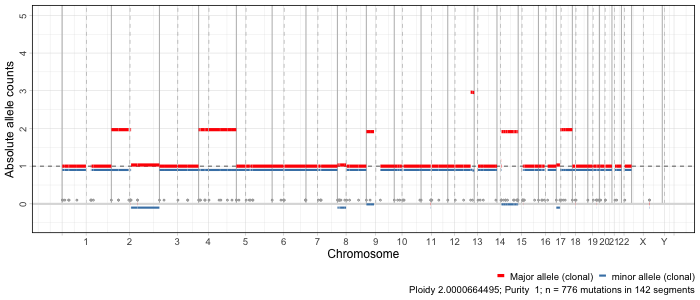 5
4
3
2
1
0
Absolute allele counts
1 2 3 4 5 6 7 8 9 10 11 12 13 14 15 16 17 18 19 20 21 22 X Y
Chromosome
Major allele (clonal) minor allele (clonal)
Ploidy 2.0000664495; Purity 1; n = 776 mutations in 142 segments